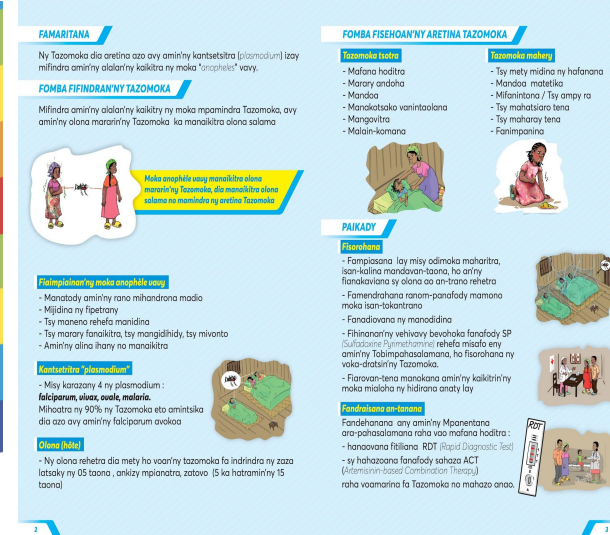 FAMARITANA
Ny Tazomoka dia aretina azo avy amin'ny kantsetsitra (plasmodium) izay
mifindra amin'ny alalan'ny kaikitra ny moka "anopheles" vavy.
FOMBA FIFINDRAN'NY TAZOMOKA
Mifindra amin'ny alalan'ny kaikitry ny moka mpamindra Tazomoka, avy
amin'ny olona mararin'ny Tazomoka ka manaikitra olona salama
Moka anophèle vavy manaikitra olona
mararin'ny Tazomoka, dia manaikitra olona
salama no mamindra ny aretina Tazomoka
Fiaimpiainan'ny moka anophèle vavy
- Manatody amin'ny rano mihandrona madio
- Mijidina ny fipetrany
- Tsy maneno rehefa manidina
- Tsy marary fanaikitra, tsy mangidihidy, tsy mivonto
- Amin'ny alina ihany no manaikitra
Kantsetritra "plasmodium"
- Misy karazany 4 ny plasmodium :
falciparum, vivax, ovale, malaria.
Mihoatra ny 90% ny Tazomoka eto amintsika
dia azo avy amin'ny falciparum avokoa
Olona (hôte)
- Ny olona rehetra dia mety ho voan'ny tazomoka fa indrindra ny zaza
latsaky ny 05 taona , ankizy mpianatra, zatovo (5 ka hatramin'ny 15
taona)
2
FOMBA FISEHOAN'NY ARETINA TAZOMOKA
Tazomoka tsotra
- Mafana hoditra
- Marary andoha
- Mandoa
- Manakotsako vanintaolana
- Mangovitra
- Malain-komana
Tazomoka mahery
- Tsy mety midina ny hafanana
- Mandoa matetika
- Mifanintona / Tsy ampy ra
- Tsy mahatsiaro tena
- Tsy maharay tena
- Fanimpanina
PAIKADY
Fisorohana
- Fampiasana lay misy odimoka maharitra,
isan-kalina mandavan-taona, ho an'ny
fianakaviana sy olona ao an-trano rehetra
- Famendrahana ranom-panafody mamono
moka isan-tokantrano
- Fanadiovana ny manodidina
- Fihinanan'ny vehivavy bevohoka fanafody SP
(Sulfadoxine Pyrimethamine) rehefa misafo eny
amin'ny Tobimpahasalamana, ho fisorohana ny
voka-dratsin'ny Tazomoka.
- Fiarovan-tena manokana amin'ny kaikitrin'ny
moka mialoha ny hidirana anaty lay
Fandraisana an-tanana
Fandehanana any amin'ny Mpanentana
ara-pahasalamana raha vao mafana hoditra :
- hanaovana fitiliana RDT (Rapid Diagnostic Test)
- sy hahazoana fanafody sahaza ACT
(Artemisinin-based Combination Therapy)
raha voamarina fa Tazomoka no mahazo anao.
RDT
3